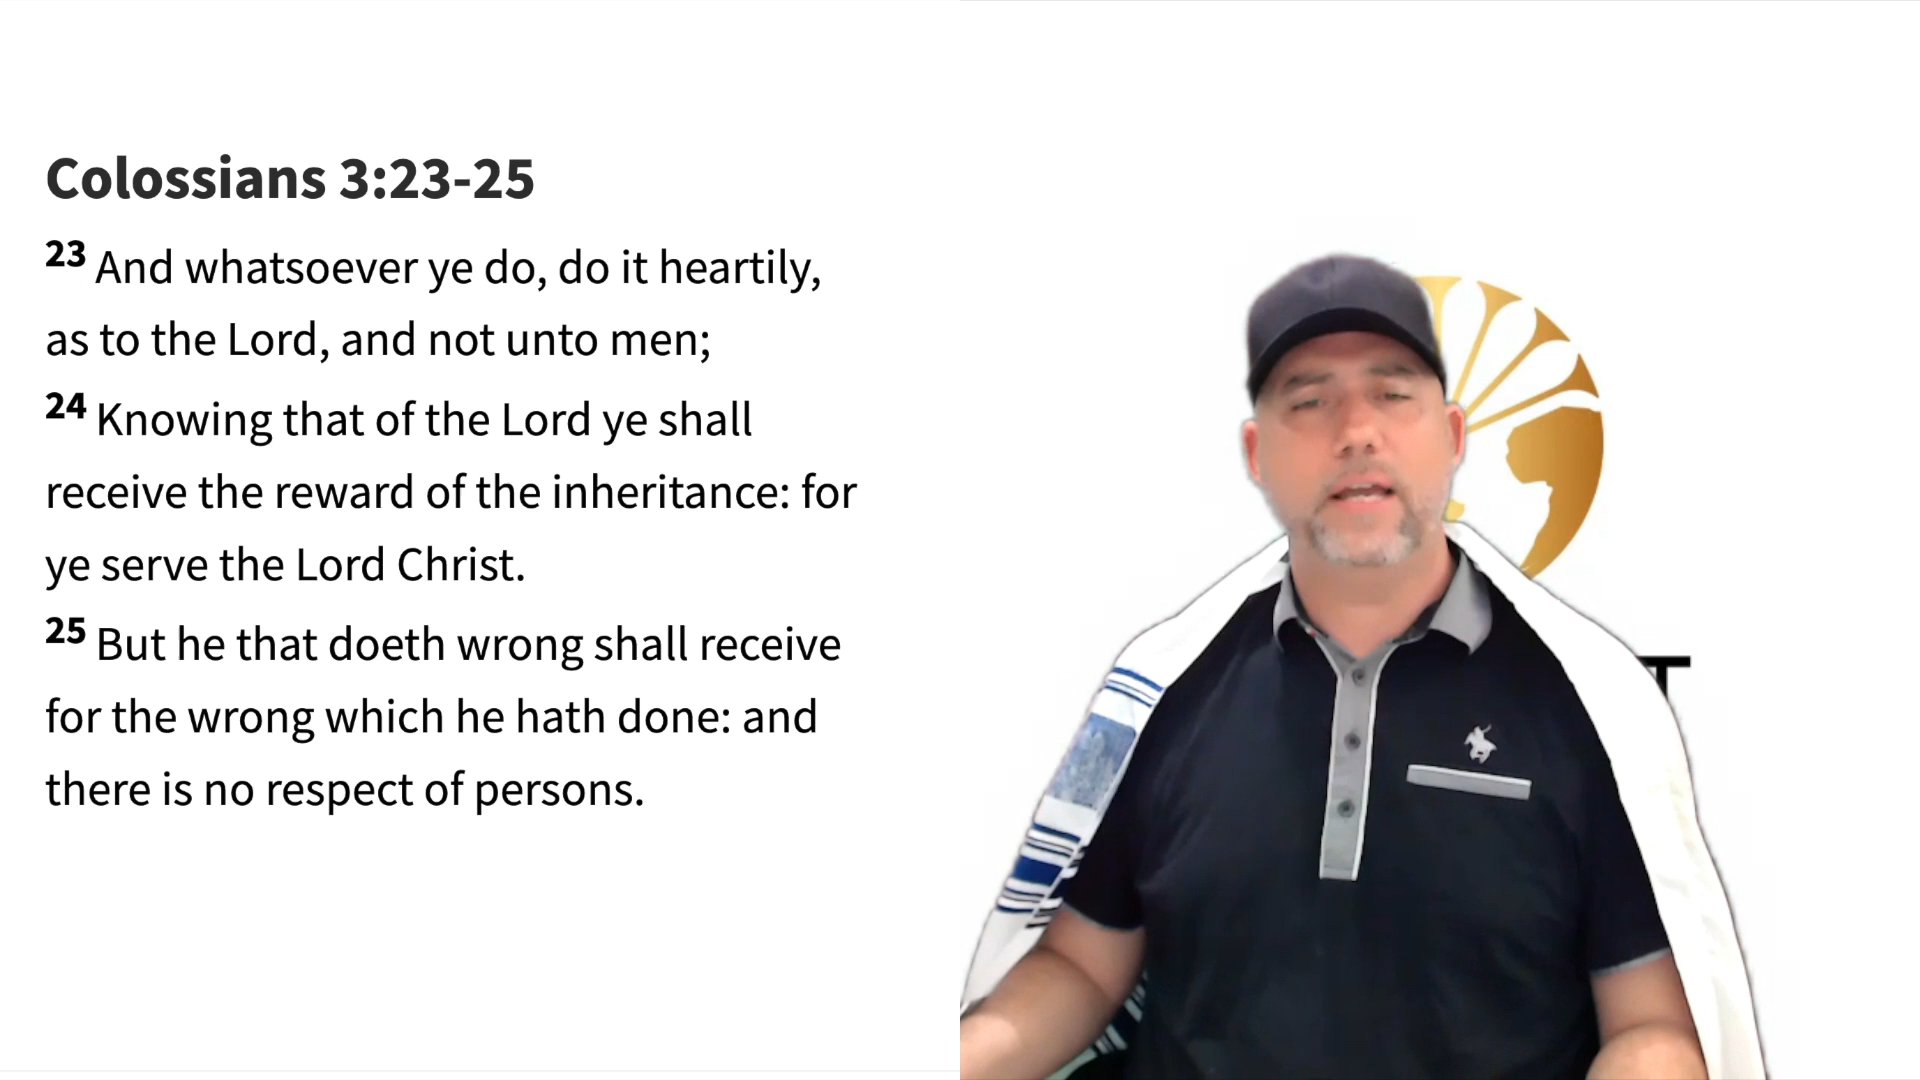 Colossians 3:23-25
23 And whatsoever ye do, do it heartily,
as to the Lord, and not unto men;
24 Knowing that of the Lord ye shall
receive the reward of the inheritance: for
ye serve the Lord Christ.
25 But he that doeth wrong shall receive
for the wrong which he hath done: and
there is no respect of persons.
T